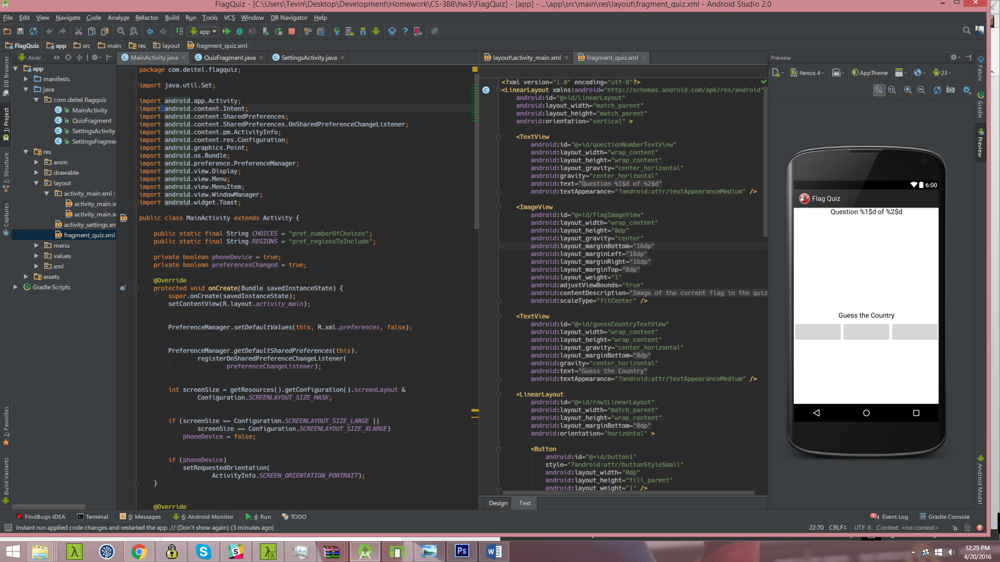 FlagQuiz - [C:\Users\Tevin\Desktop\Development\Homework\CS-388\hw3\FlagQuiz] - [app] - ...\app\src\main\res\layout\fragment_quiz.xml - Android Studio 2.0
File Edit View Navigate Code Analyze Refactor Build Run Tools VCS Window DB Navigator Help
app
FlagQuiz app src main res layout fragment_quiz.xml
DB Browser
1: Project
7: Structure
Captures
2: Favorites
Build Variants
Andr...
app
manifests
java
com.deitel.flagquiz
MainActivity
QuizFragment
SettingsActivity
SettingsFragme
res
anim
drawable
layout
activity_main.xml
activity_main.x
activity_main.x
activity_settings.xm
fragment_quiz.xml
menu
values
xml
assets
Gradle Scripts
MainActivity.java QuizFragment.java SettingsActivity.java
package com.deitel.flagquiz;
import java.util.Set;
import android.app.Activity;
import android.content.Intent;
import android.content.SharedPreferences;
import android.content.SharedPreferences.OnSharedPreferenceChangeListener;
import android.content.pm.ActivityInfo;
import android.content.res.Configuration;
import android.graphics.Point;
import android.os.Bundle;
import android.preference.PreferenceManager;
import android.view.Display;
import android.view.Menu;
import android.view.MenuItem;
import android.view.WindowManager;
import android.widget.Toast;
public class MainActivity extends Activity {
public static final String CHOICES = "pref_numberOfChoices";
public static final String REGIONS = "pref_regionsToInclude";
private boolean phoneDevice = true;
private boolean preferencesChanged = true;
@Override
protected void onCreate(Bundle savedInstanceState) {
super.onCreate(savedInstanceState);
setContentView(R.layout.activity_main);
PreferenceManager.setDefaultValues(this, R.xml.preferences, false);
PreferenceManager.getDefaultSharedPreferences(this).
registerOnSharedPreferenceChangeListener(
preferenceChangeListener);
int screenSize = getResources().getConfiguration().screenLayout &
Configuration.SCREENLAYOUT_SIZE_MASK;
if (screenSize == Configuration.SCREENLAYOUT_SIZE_LARGE ||
screenSize == Configuration.SCREENLAYOUT_SIZE_XLARGE)
phoneDevice = false;
if (phoneDevice)
setRequestedOrientation(
ActivityInfo.SCREEN_ORIENTATION_PORTRAIT);
}
@Override
layout\activity_main.xml fragment_quiz.xml
<?xml version="1.0" encoding="utf-8"?>
<LinearLayout xmlns:android="http://schemas.android.com/apk/res/android"
android:id="@+id/LinearLayout"
android:layout_width="match_parent"
android:layout_height="match_parent"
android:orientation="vertical" >
<TextView
android:id="@+id/questionNumberTextView"
android:layout_width="wrap_content"
android:layout_height="wrap_content"
android:layout_gravity="center_horizontal"
android:gravity="center_horizontal"
android:text="Question %1$d of %2$d"
android:textAppearance="?android:attr/textAppearanceMedium" />
<ImageView
android:id="@+id/flagImageView"
android:layout_width="wrap_content"
android:layout_height="0dp"
android:layout_gravity="center"
android:layout_marginBottom="16dp"
android:layout_marginLeft="16dp"
android:layout_marginRight="16dp"
android:layout_marginTop="8dp"
android:layout_weight="1"
android:adjustViewBounds="true"
android:contentDescription="Image of the current flag in the quiz
android:scaleType="fitCenter" />
<TextView
android:id="@+id/guessCountryTextView"
android:layout_width="wrap_content"
android:layout_height="wrap_content"
android:layout_gravity="center_horizontal"
android:layout_marginBottom="8dp"
android:gravity="center_horizontal"
android:text="Guess the Country"
android:textAppearance="?android:attr/textAppearanceMedium" />
<LinearLayout
android:id="@+id/row1LinearLayout"
android:layout_width="match_parent"
android:layout_height="wrap_content"
android:layout_marginBottom="8dp"
android:orientation="horizontal" >
<Button
android:id="@+id/button1"
style="?android:attr/buttonStyleSmall"
android:layout_width="0dp"
android:layout_height="fill_parent"
android:layout_weight="1" />
Design Text
Preview
Nexus 4 AppTheme 23
6:00
Flag Quiz
Question %1$d of %2$d
Guess the Country
Fabric
Gradle
Preview
Android Model
FindBugs-IDEA Terminal 0: Messages 6: Android Monitor 4: Run TODO 3 Event Log Gradle Console
Instant run applied code changes and restarted the app. // (Don't show again) (3 minutes ago) 22:70 CRLF UTF-8 Context: <no context>
Ps
12:25 PM
4/20/2016